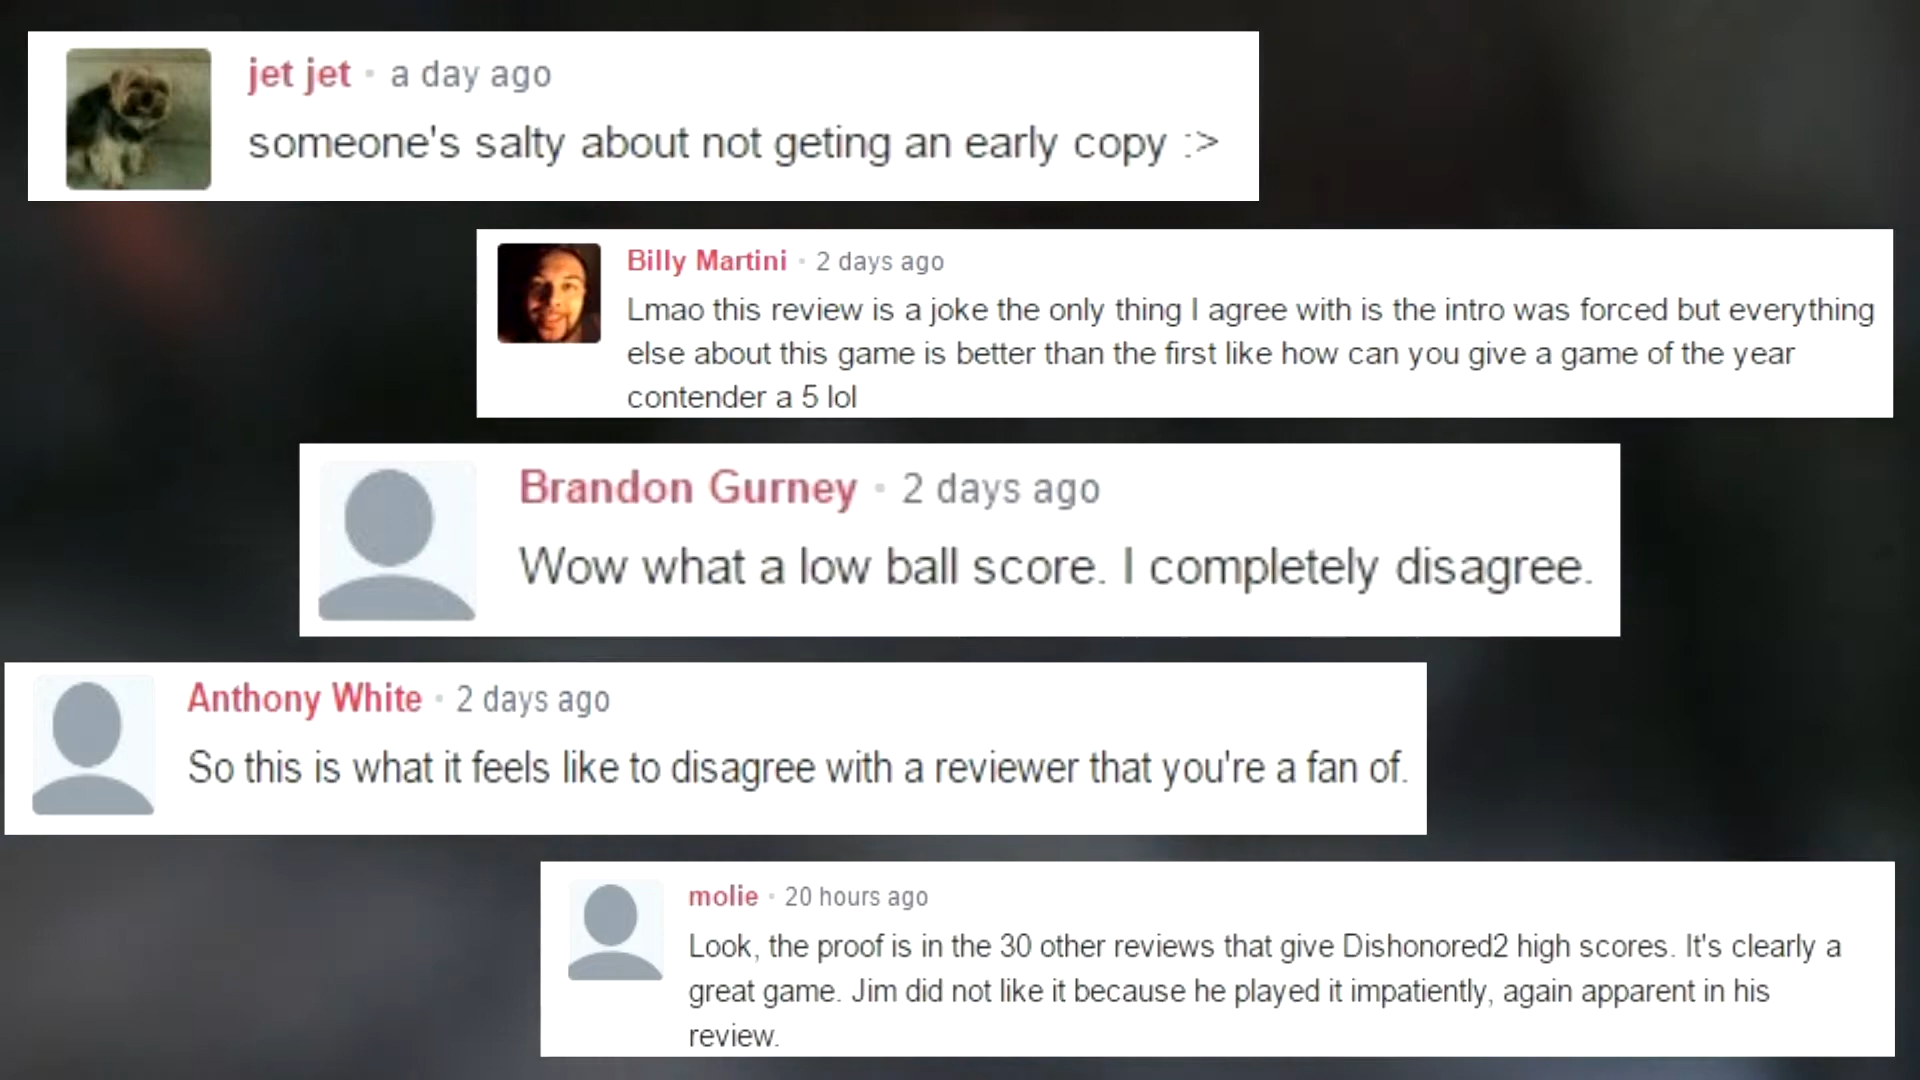 jet jet • a day ago
someone's salty about not geting an early copy :>
Billy Martini • 2 days ago
Lmao this review is a joke the only thing I agree with is the intro was forced but everything
else about this game is better than the first like how can you give a game of the year
contender a 5 lol
Brandon Gurney • 2 days ago
Wow what a low ball score. I completely disagree.
Anthony White • 2 days ago
So this is what it feels like to disagree with a reviewer that you're a fan of.
molie • 20 hours ago
Look, the proof is in the 30 other reviews that give Dishonored2 high scores. It's clearly a
great game. Jim did not like it because he played it impatiently, again apparent in his
review.